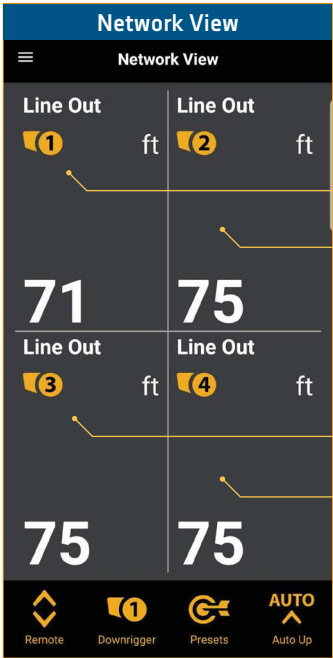 Network View
Network View
Line Out
1 ft
71
Line Out
2 ft
75
Line Out
3 ft
75
Line Out
4 ft
75
1
AUTO
Remote Downrigger Presets Auto Up